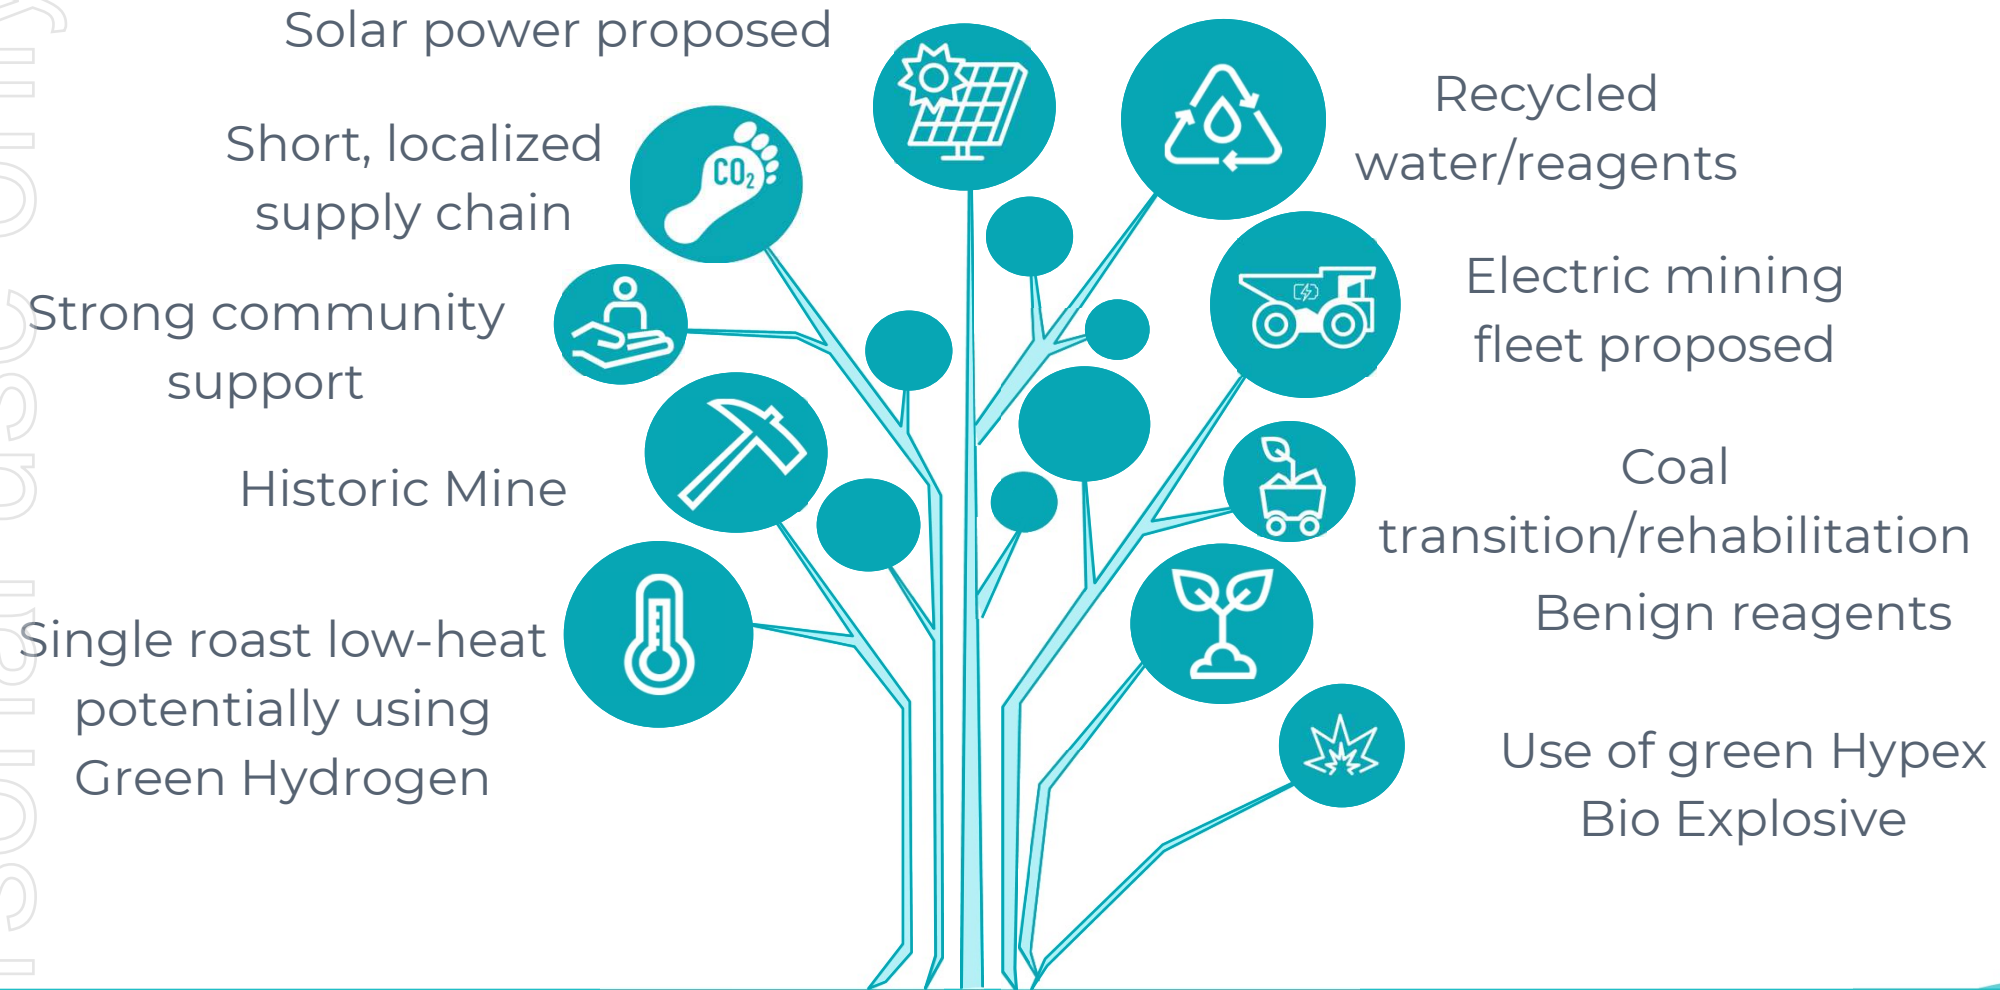 Solar power proposed
Short, localized
supply chain
Strong community
support
Historic Mine
Single roast low-heat
potentially using
Green Hydrogen
CO₂
Recycled
water/reagents
Electric mining
fleet proposed
Coal
transition/rehabilitation
Benign reagents
Use of green Hypex
Bio Explosive